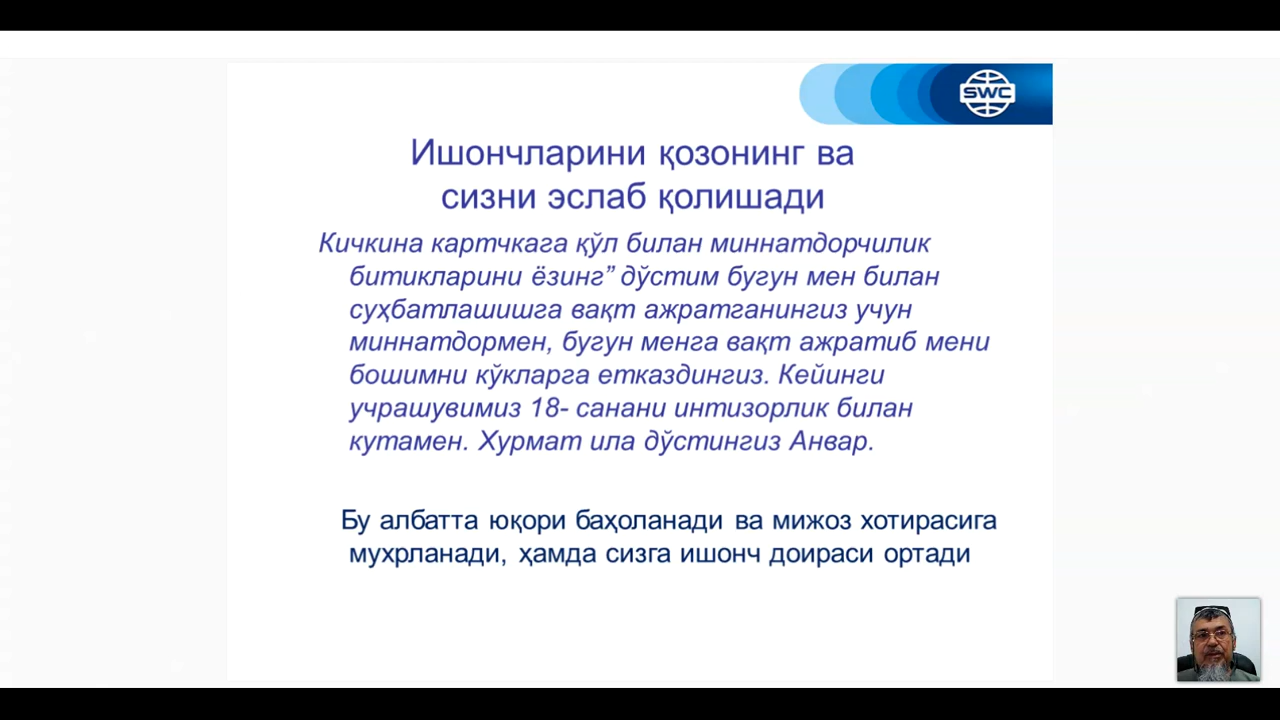 SWC
Ишончларини қозонинг ва
сизни эслаб қолишади
Кичкина картчкага қўл билан миннатдорчилик
битикларини ёзинг” дўстим бугун мен билан
суҳбатлашишга вақт ажратганингиз учун
миннатдормен, бугун менга вақт ажратиб мени
бошимни кўкларга етказдингиз. Кейинги
учрашувимиз 18- санани интизорлик билан
кутамен. Хурмат ила дўстингиз Анвар.
Бу албатта юқори баҳоланади ва мижоз хотирасига
мухрланади, ҳамда сизга ишонч доираси ортади